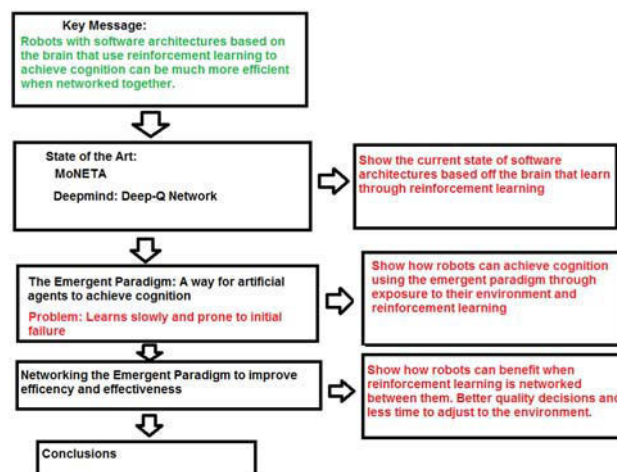 Key Message:
Robots with software architectures based on
the brain that use reinforcement learning to
achieve cognition can be much more efficient
when networked together.
State of the Art:
MoNETA
Deepmind: Deep-Q Network
Show the current state of software
architectures based off the brain that learn
through reinforcement learning
The Emergent Paradigm: A way for artificial
agents to achieve cognition
Problem: Learns slowly and prone to initial
failure
Show how robots can achieve cognition
using the emergent paradigm through
exposure to their environment and
reinforcement learning
Networking the Emergent Paradigm to improve
efficency and effectiveness
Show how robots can benefit when
reinforcement learning is networked
between them. Better quality decisions and
less time to adjust to the environment.
Conclusions